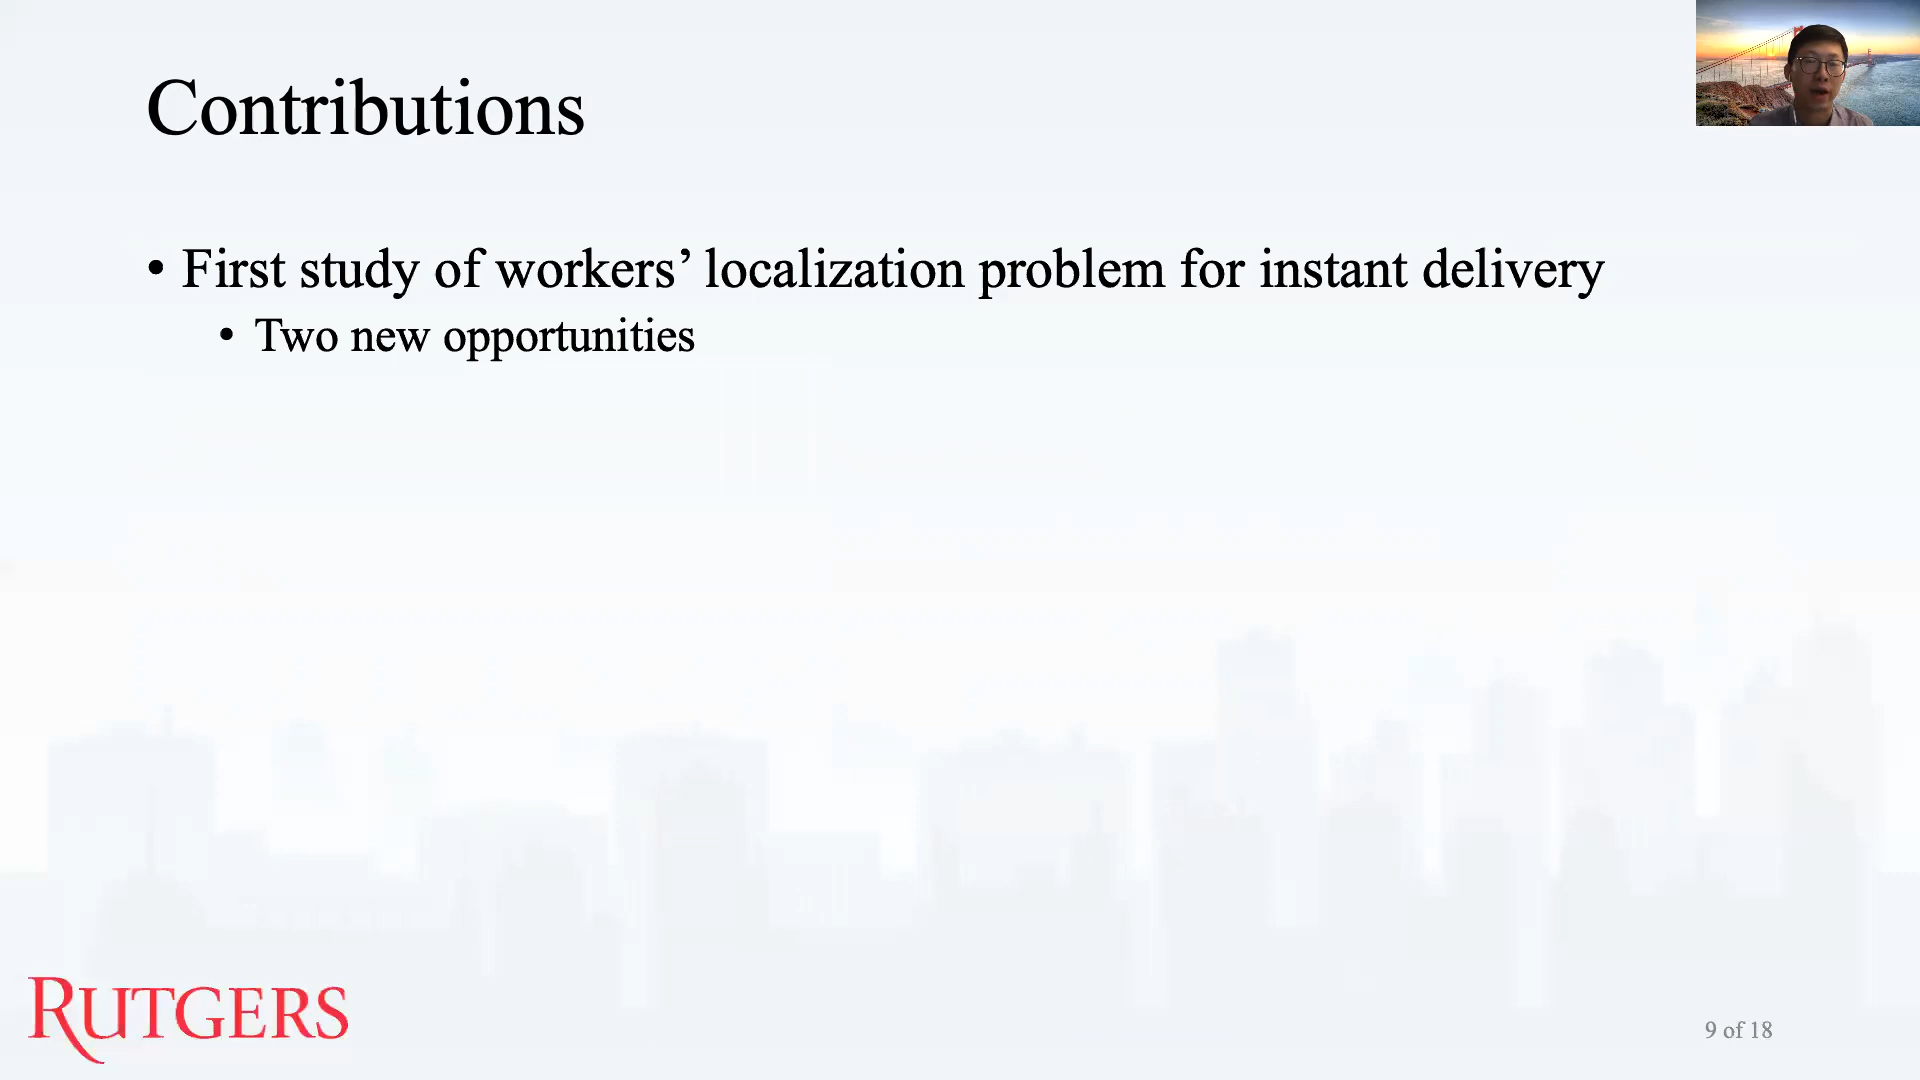 Contributions
• First study of workers’ localization problem for instant delivery
• Two new opportunities
RUTGERS
9 of 18